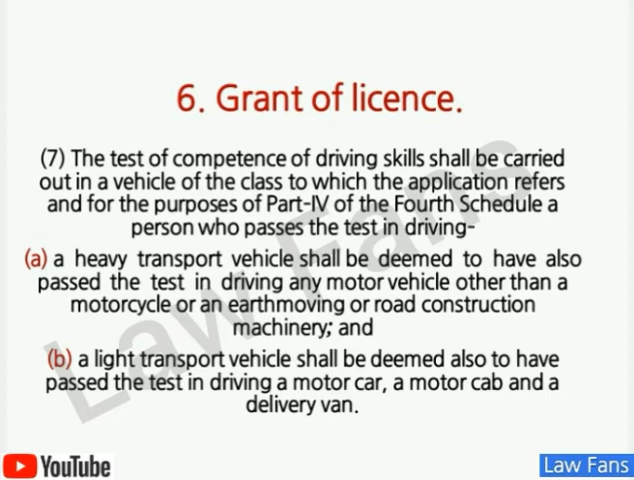 6. Grant of licence.
(7) The test of competence of driving skills shall be carried
out in a vehicle of the class to which the application refers
and for the purposes of Part-IV of the Fourth Schedule a
person who passes the test in driving-
(a) a heavy transport vehicle shall be deemed to have also
passed the test in driving any motor vehicle other than a
motorcycle or an earthmoving or road construction
machinery; and
(b) a light transport vehicle shall be deemed also to have
passed the test in driving a motor car, a motor cab and a
delivery van.
Law Fans
YouTube
Law Fans